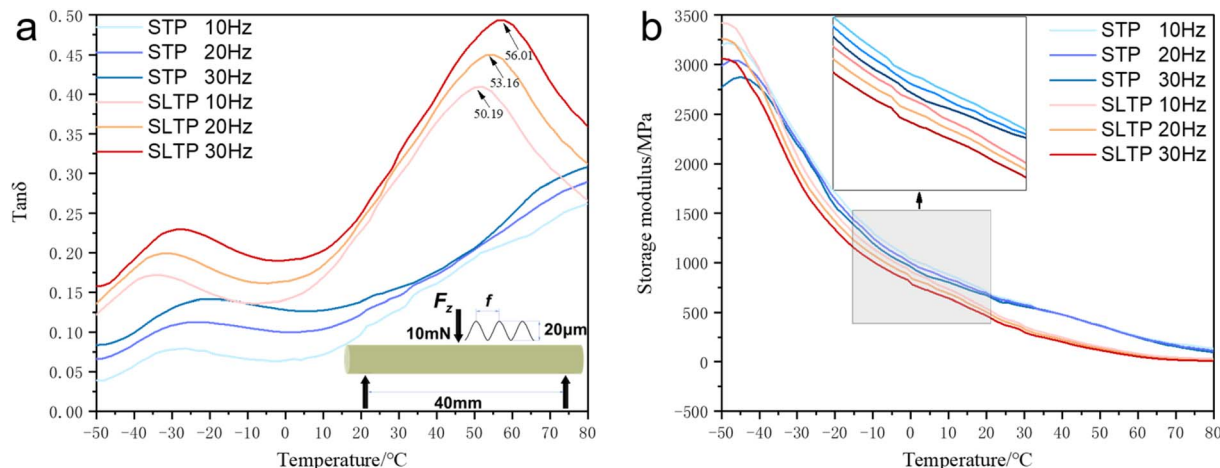 a
0.50
0.45
0.40
0.35
0.30
0.25
0.20
0.15
0.10
0.05
0.00
Tanδ
STP 10Hz
STP 20Hz
STP 30Hz
SLTP 10Hz
SLTP 20Hz
SLTP 30Hz
56.01
53.16
50.19
Fz
f
10mN
20μm
40mm
-50 -40 -30 -20 -10 0 10 20 30 40 50 60 70 80
Temperature/℃
b
3500
3000
2500
2000
1500
1000
500
0
-500
Storage modulus/MPa
STP 10Hz
STP 20Hz
STP 30Hz
SLTP 10Hz
SLTP 20Hz
SLTP 30Hz
-50 -40 -30 -20 -10 0 10 20 30 40 50 60 70 80
Temperature/℃